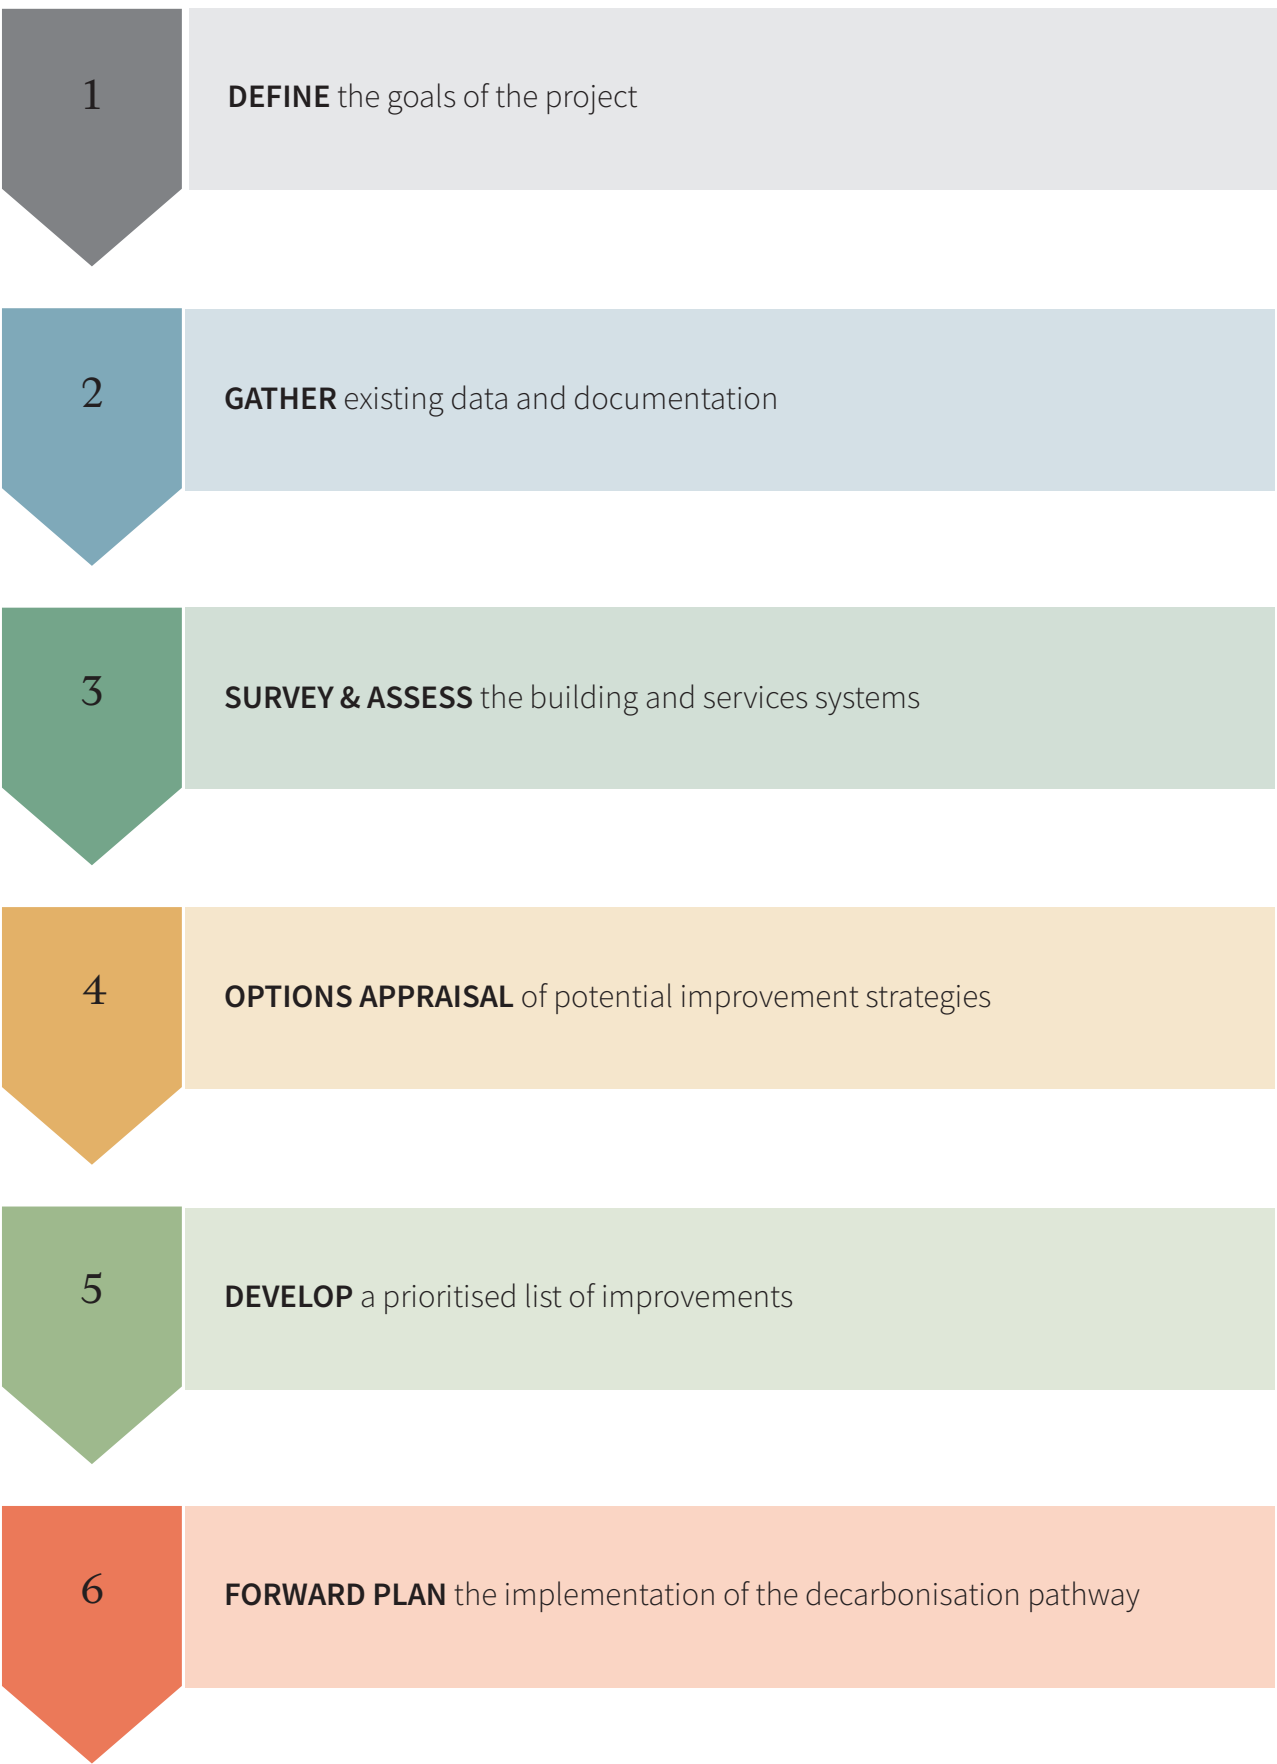 1
DEFINE the goals of the project
2
GATHER existing data and documentation
3
SURVEY & ASSESS the building and services systems
4
OPTIONS APPRAISAL of potential improvement strategies
5
DEVELOP a prioritised list of improvements
6
FORWARD PLAN the implementation of the decarbonisation pathway